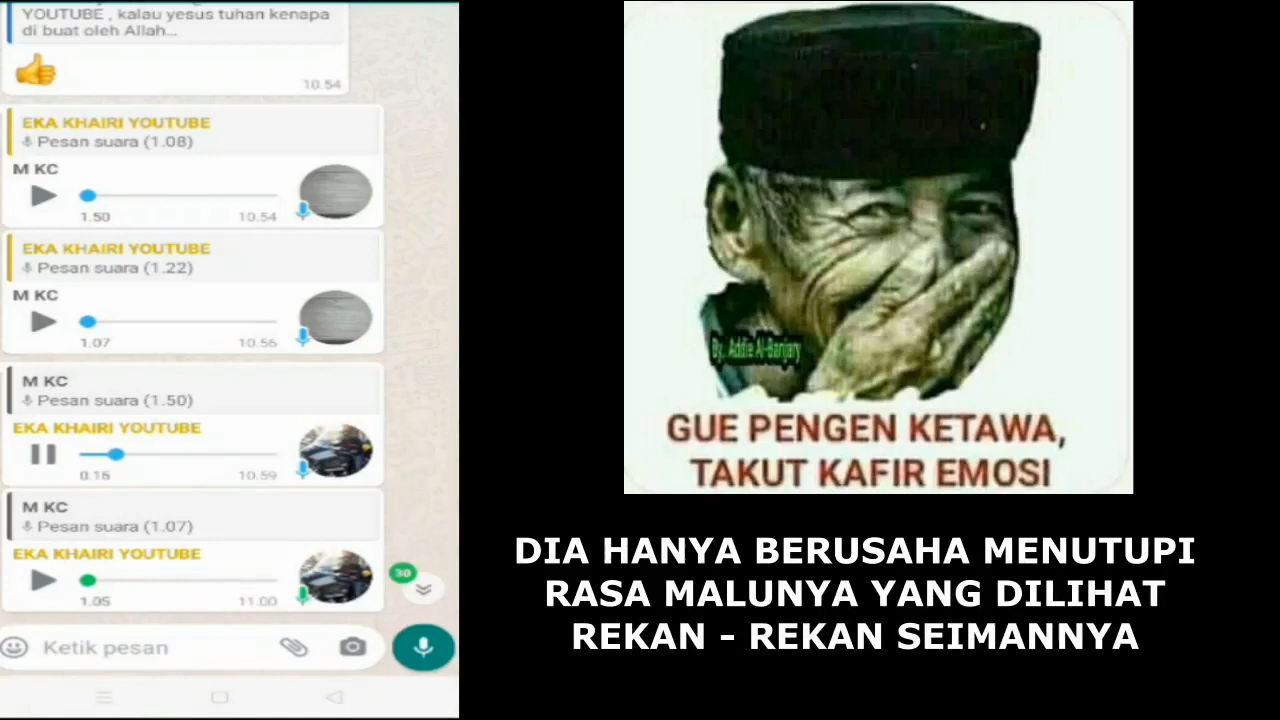 YOUTUBE , kalau yesus tuhan kenapa
di buat oleh Allah...
10.54
EKA KHAIRI YOUTUBE
Pesan suara (1.08)
M KC
1.50
10.54
EKA KHAIRI YOUTUBE
Pesan suara (1.22)
M KC
1.07
10.56
M KC
Pesan suara (1.50)
EKA KHAIRI YOUTUBE
0.15
10.59
M KC
Pesan suara (1.07)
EKA KHAIRI YOUTUBE
1.05
11.00
30
Ketik pesan
By. Addie Al-Banjary
GUE PENGEN KETAWA,
TAKUT KAFIR EMOSI
DIA HANYA BERUSAHA MENUTUPI
RASA MALUNYA YANG DILIHAT
REKAN - REKAN SEIMANNYA